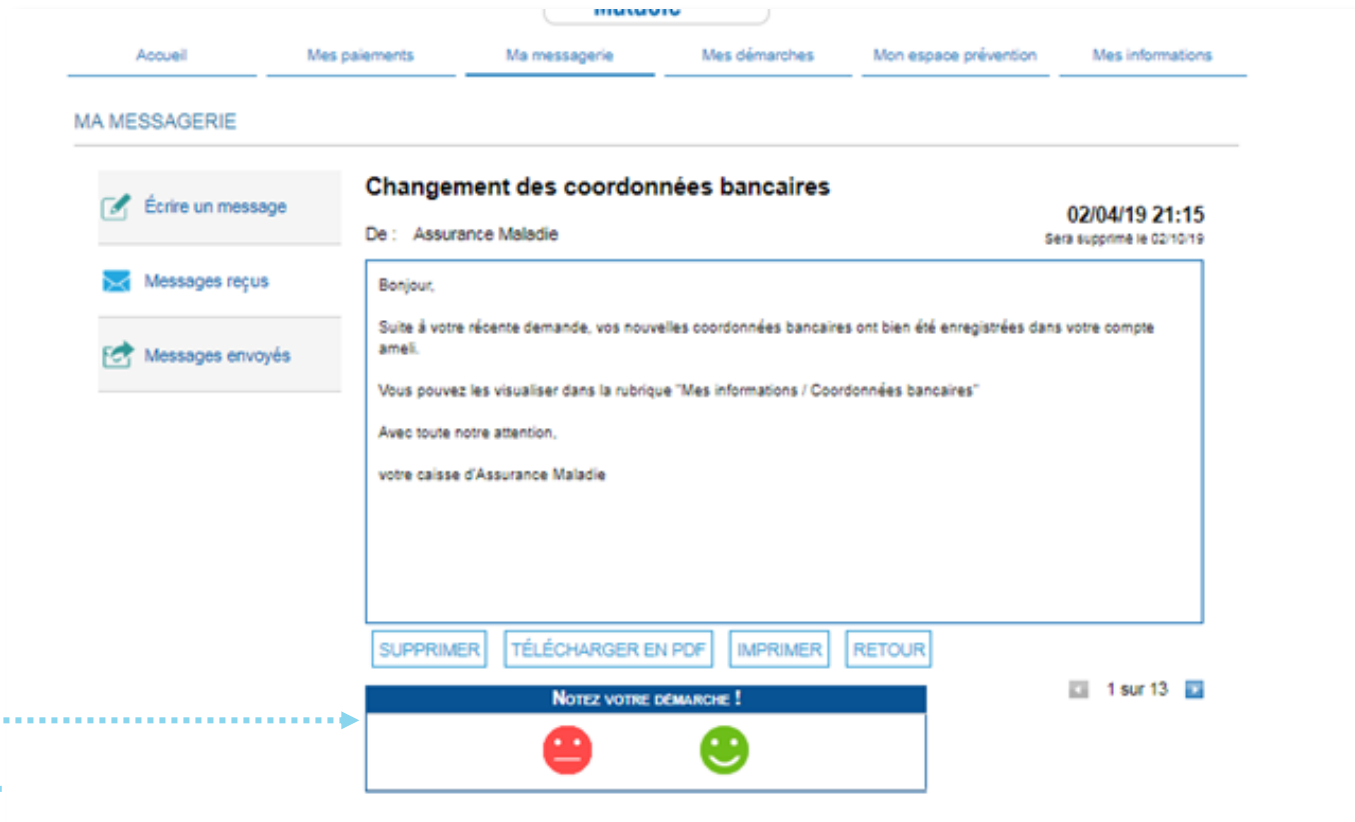 Accueil
Mes paiements
Ma messagerie
Mes démarches
Mon espace prévention
Mes informations
MA MESSAGERIE
Écrire un message
Messages reçus
Messages envoyés
Changement des coordonnées bancaires
De : Assurance Maladie
02/04/19 21:15
Sera supprimé le 02/10/19
Bonjour,
Suite à votre récente demande, vos nouvelles coordonnées bancaires ont bien été enregistrées dans votre compte
ameli.
Vous pouvez les visualiser dans la rubrique "Mes informations / Coordonnées bancaires"
Avec toute notre attention,
votre caisse d'Assurance Maladie
SUPPRIMER
TÉLÉCHARGER EN PDF
IMPRIMER
RETOUR
1 sur 13
NOTEZ VOTRE DÉMARCHE !